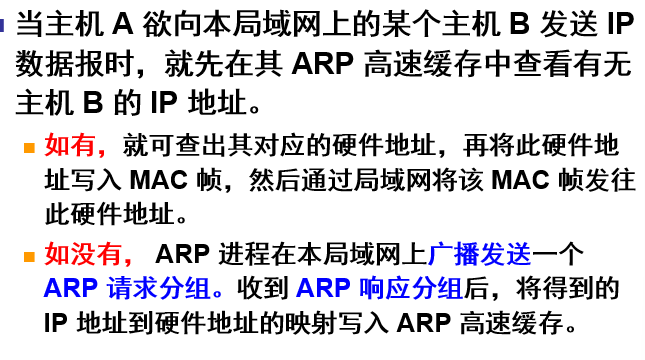 当主机 A 欲向本局域网上的某个主机 B 发送 IP
数据报时，就先在其 ARP 高速缓存中查看有无
主机 B 的 IP 地址。
如有，就可查出其对应的硬件地址，再将此硬件地
址写入 MAC 帧，然后通过局域网将该 MAC 帧发往
此硬件地址。
如没有， ARP 进程在本局域网上广播发送一个
ARP 请求分组。收到 ARP 响应分组后，将得到的
IP 地址到硬件地址的映射写入 ARP 高速缓存。